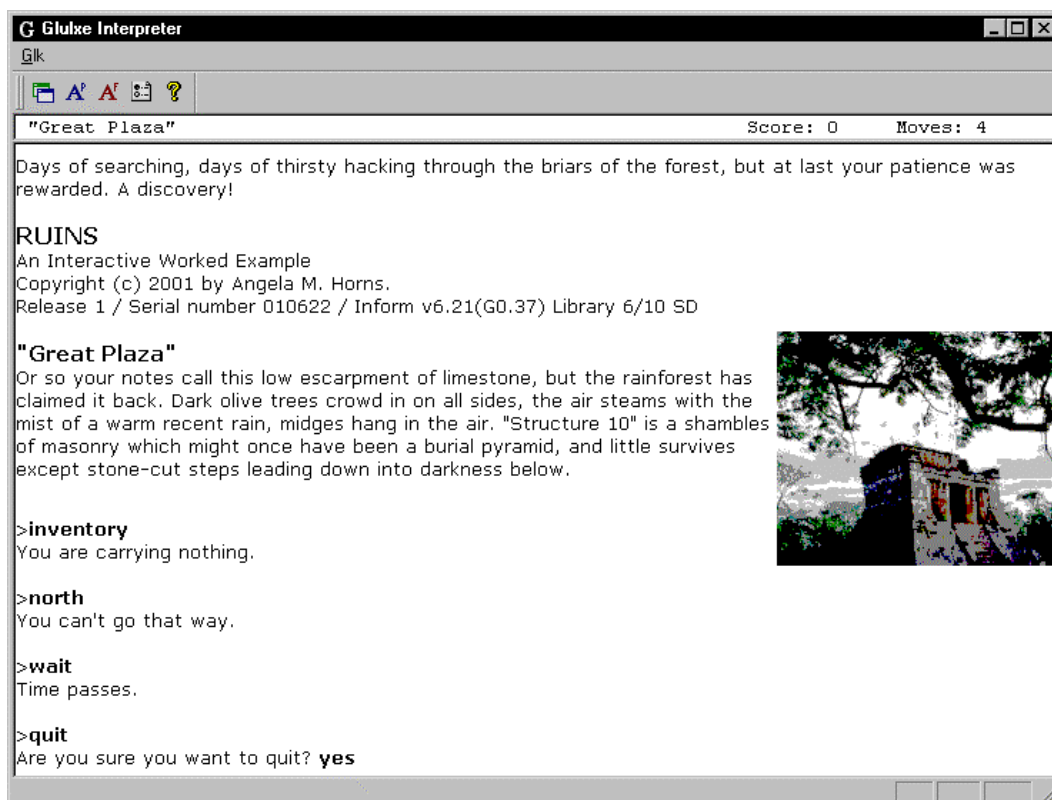 G Glulxe Interpreter
Glk
"Great Plaza" Score: 0 Moves: 4
Days of searching, days of thirsty hacking through the briars of the forest, but at last your patience was
rewarded. A discovery!
RUINS
An Interactive Worked Example
Copyright (c) 2001 by Angela M. Horns.
Release 1 / Serial number 010622 / Inform v6.21(G0.37) Library 6/10 SD
"Great Plaza"
Or so your notes call this low escarpment of limestone, but the rainforest has
claimed it back. Dark olive trees crowd in on all sides, the air steams with the
mist of a warm recent rain, midges hang in the air. "Structure 10" is a shambles
of masonry which might once have been a burial pyramid, and little survives
except stone-cut steps leading down into darkness below.
>inventory
You are carrying nothing.
>north
You can't go that way.
>wait
Time passes.
>quit
Are you sure you want to quit? yes